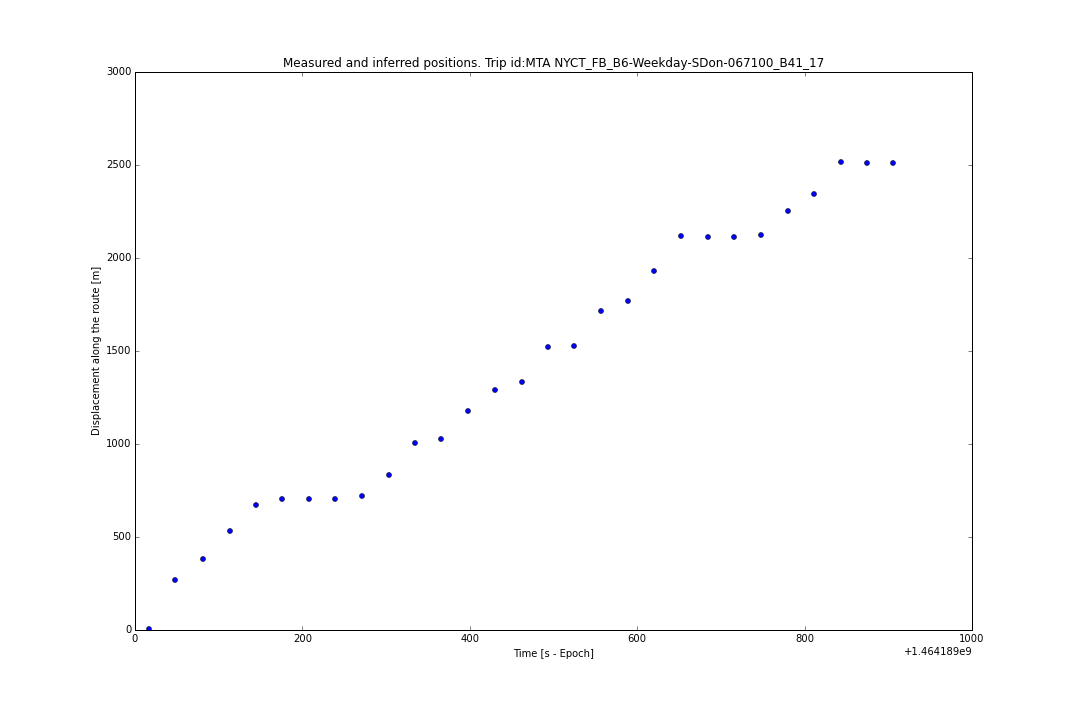 Measured and inferred positions. Trip id:MTA NYCT_FB_B6-Weekday-SDon-067100_B41_17
3000
2500
2000
1500
1000
500
0
Displacement along the route [m]
0 200 400 600 800 1000
+1.464189e9
Time [s - Epoch]